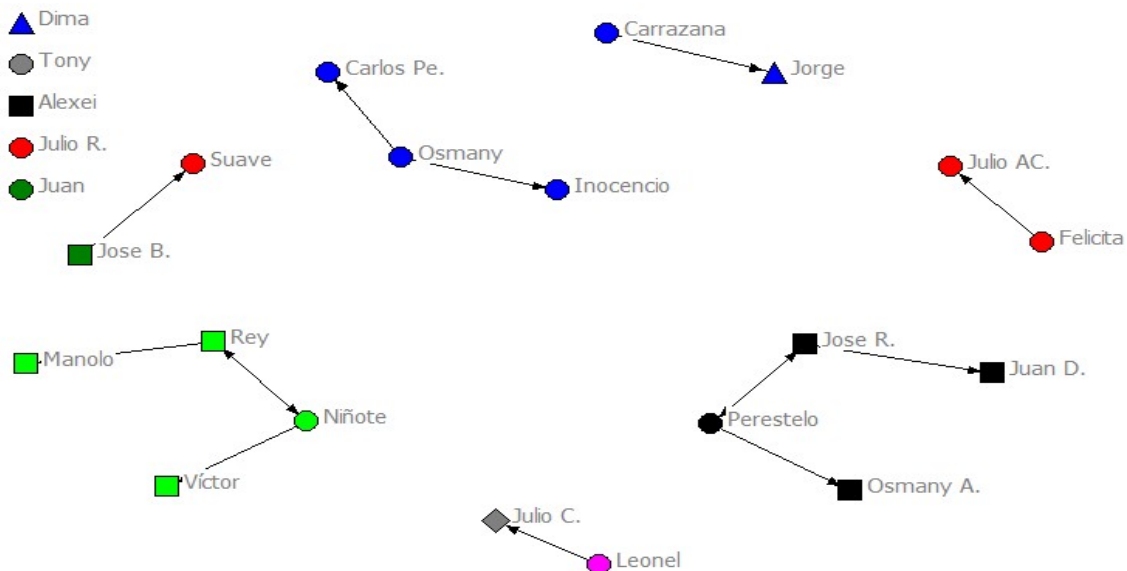 Dima
Carrazana
Tony
Carlos Pe.
Jorge
Alexei
Julio R.
Suave
Osmany
Julio AC.
Juan
Inocencio
Jose B.
Felicita
Rey
Jose R.
Manolo
Juan D.
Niñote
Perestelo
Víctor
Osmany A.
Julio C.
Leonel